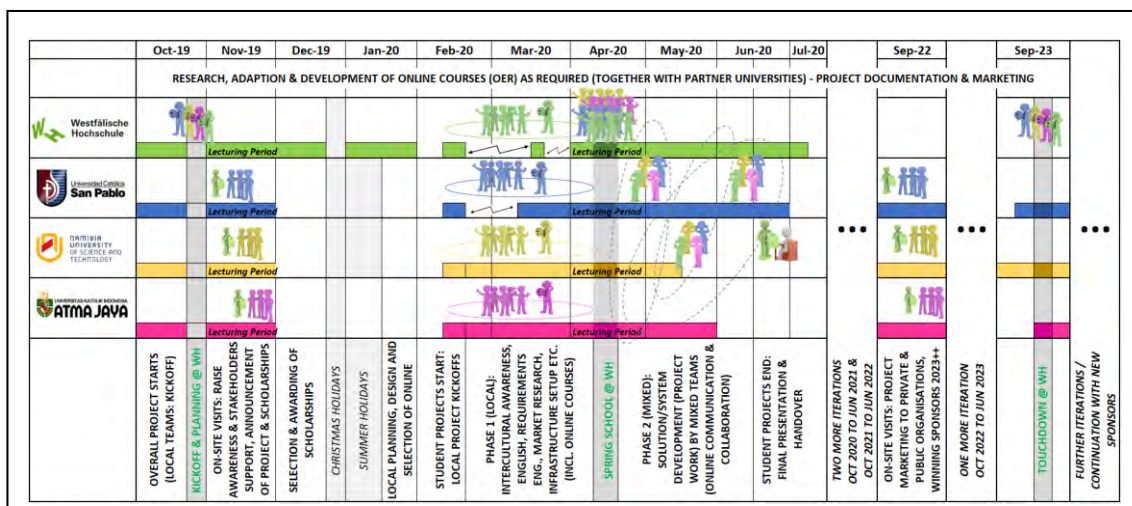 Oct-19 Nov-19 Dec-19 Jan-20 Feb-20 Mar-20 Apr-20 May-20 Jun-20 Jul-20 Sep-22 Sep-23
RESEARCH, ADAPTION & DEVELOPMENT OF ONLINE COURSES (OER) AS REQUIRED (TOGETHER WITH PARTNER UNIVERSITIES) - PROJECT DOCUMENTATION & MARKETING
WH Westfälische
Hochschule
Lecturing Period Lecturing Period
Universidad Católica
San Pablo
Lecturing Period Lecturing Period
NAMIBIA
UNIVERSITY
OF SCIENCE AND
TECHNOLOGY
Lecturing Period Lecturing Period
UNIVERSITAS KATOLIK INDONESIA
ATMA JAYA
Lecturing Period Lecturing Period
OVERALL PROJECT STARTS
(LOCAL TEAMS: KICKOFF)
KICKOFF & PLANNING @ WH
ON-SITE VISITS: RAISE
AWARENESS & STAKEHOLDERS
SUPPORT, ANNOUNCEMENT
OF PROJECT & SCHOLARSHIPS
SELECTION & AWARDING OF
SCHOLARSHIPS
CHRISTMAS HOLIDAYS
SUMMER HOLIDAYS
LOCAL PLANNING, DESIGN AND
SELECTION OF ONLINE
STUDENT PROJECTS START:
LOCAL PROJECT KICKOFFS
PHASE 1 (LOCAL):
INTERCULTURAL AWARENESS,
ENGLISH, REQUIREMENTS
ENG., MARKET RESEARCH,
INFRASTRUCTURE SETUP ETC.
(INCL. ONLINE COURSES)
SPRING SCHOOL @ WH
PHASE 2 (MIXED):
SOLUTION/SYSTEM
DEVELOPMENT (PROJECT
WORK) BY MIXED TEAMS
(ONLINE COMMUNICATION &
COLLABORATION)
STUDENT PROJECTS END:
FINAL PRESENTATION &
HANDOVER
TWO MORE ITERATIONS
OCT 2020 TO JUN 2021 &
OCT 2021 TO JUN 2022
ON-SITE VISITS: PROJECT
MARKETING TO PRIVATE &
PUBLIC ORGANISATIONS,
WINNING SPONSORS 2023++
ONE MORE ITERATION
OCT 2022 TO JUN 2023
TOUCHDOWN @ WH
FURTHER ITERATIONS /
CONTINUATION WITH NEW
SPONSORS